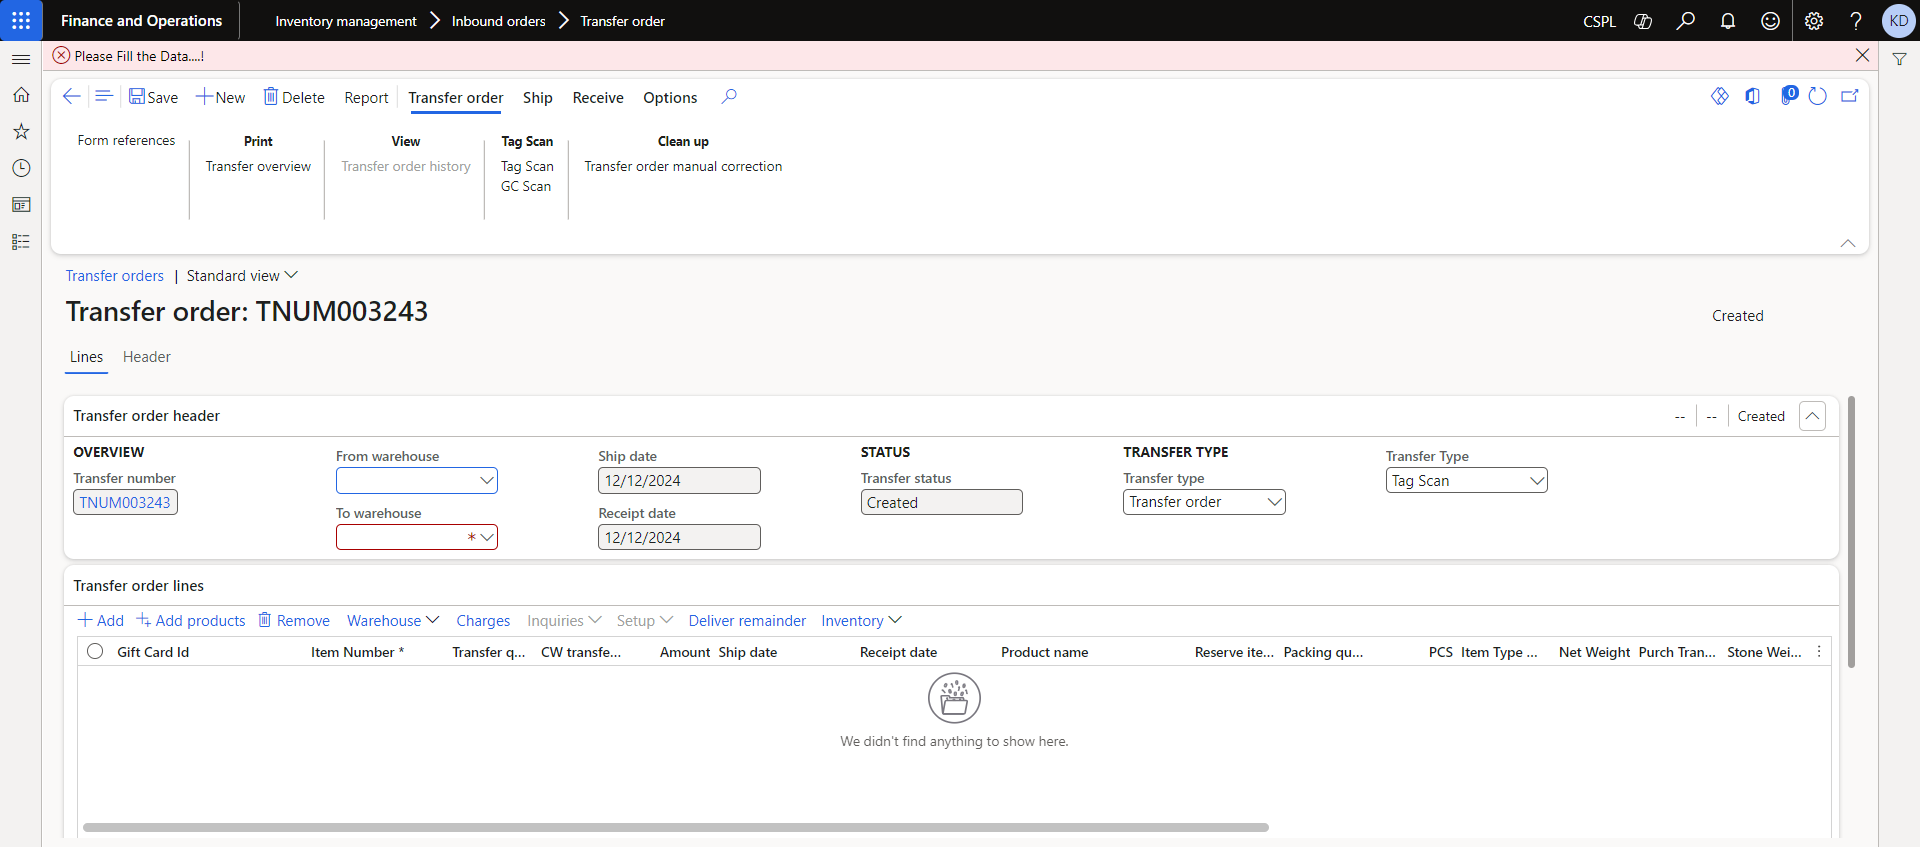 Finance and Operations
Inventory management
Inbound orders
Transfer order
CSPL
?
KD
Please Fill the Data....!
Save
New
Delete
Report
Transfer order
Ship
Receive
Options
0
Form references
Print
Transfer overview
View
Transfer order history
Tag Scan
Tag Scan
GC Scan
Clean up
Transfer order manual correction
Transfer orders | Standard view
Transfer order: TNUM003243
Created
Lines
Header
Transfer order header
--
--
Created
OVERVIEW
Transfer number
TNUM003243
From warehouse
To warehouse
*
Ship date
12/12/2024
Receipt date
12/12/2024
STATUS
Transfer status
Created
TRANSFER TYPE
Transfer type
Transfer order
Transfer Type
Tag Scan
Transfer order lines
Add
Add products
Remove
Warehouse
Charges
Inquiries
Setup
Deliver remainder
Inventory
Gift Card Id
Item Number *
Transfer q...
CW transfe...
Amount
Ship date
Receipt date
Product name
Reserve ite...
Packing qu...
PCS
Item Type ...
Net Weight
Purch Tran...
Stone Wei...
We didn't find anything to show here.